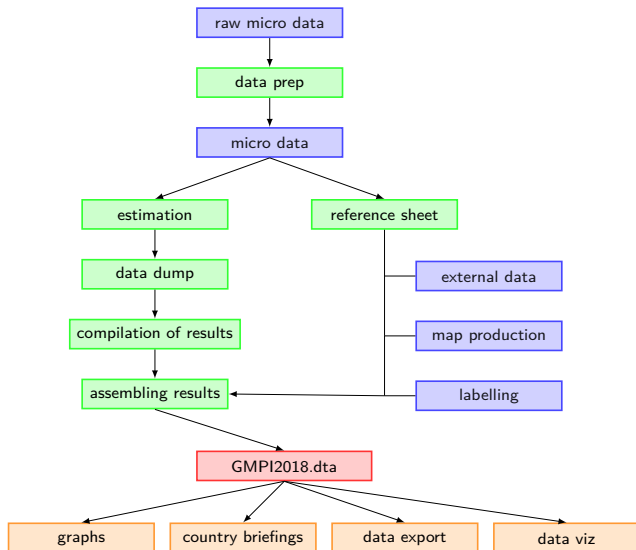 raw micro data
data prep
micro data
estimation
reference sheet
data dump
external data
compilation of results
map production
assembling results
labelling
GMPI2018.dta
graphs
country briefings
data export
data viz